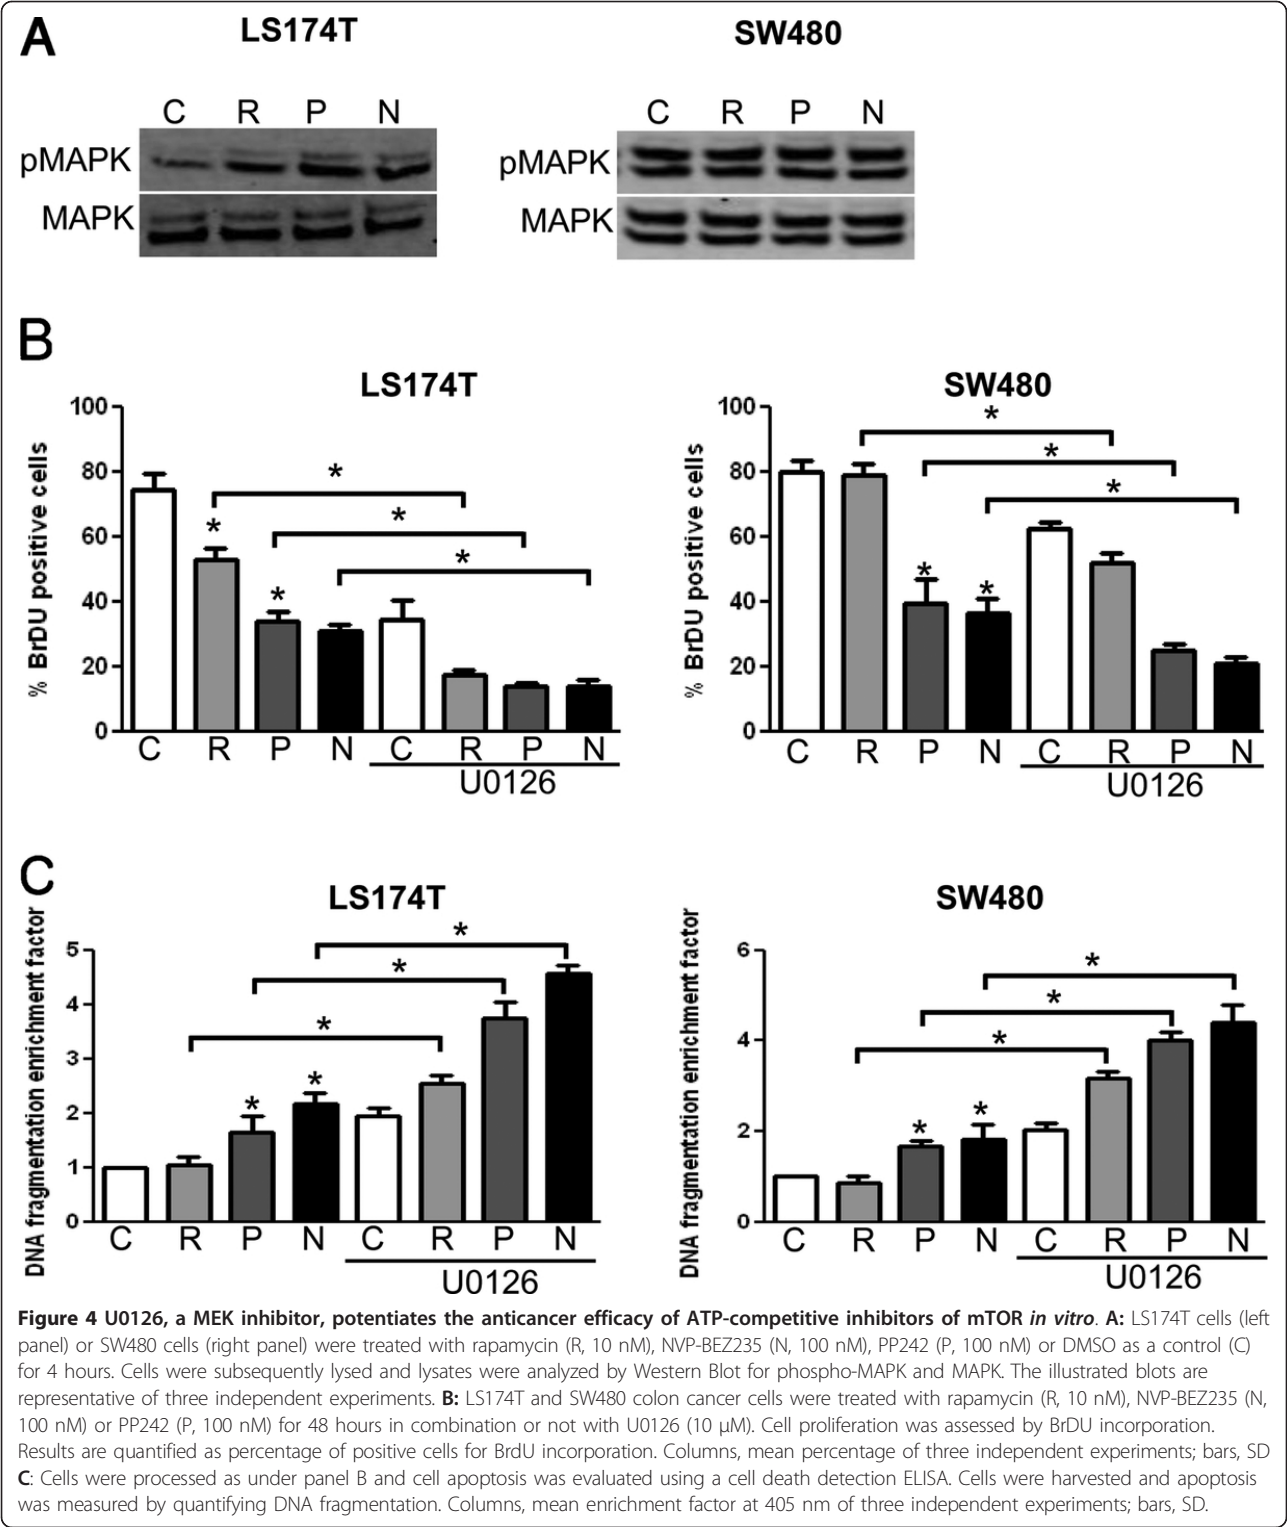 A
LS174T
SW480
C R P N
C R P N
pMAPK
MAPK
pMAPK
MAPK
B
LS174T
% BrDU positive cells
100
80
60
40
20
0
*
*
*
*
*
C R P N C R P N
U0126
SW480
% BrDU positive cells
100
80
60
40
20
0
*
*
*
*
*
C R P N C R P N
U0126
C
LS174T
DNA fragmentation enrichment factor
5
4
3
2
1
0
*
*
*
*
*
C R P N C R P N
U0126
SW480
DNA fragmentation enrichment factor
6
4
2
0
*
*
*
*
*
C R P N C R P N
U0126
Figure 4 U0126, a MEK inhibitor, potentiates the anticancer efficacy of ATP-competitive inhibitors of mTOR in vitro. A: LS174T cells (left
panel) or SW480 cells (right panel) were treated with rapamycin (R, 10 nM), NVP-BEZ235 (N, 100 nM), PP242 (P, 100 nM) or DMSO as a control (C)
for 4 hours. Cells were subsequently lysed and lysates were analyzed by Western Blot for phospho-MAPK and MAPK. The illustrated blots are
representative of three independent experiments. B: LS174T and SW480 colon cancer cells were treated with rapamycin (R, 10 nM), NVP-BEZ235 (N,
100 nM) or PP242 (P, 100 nM) for 48 hours in combination or not with U0126 (10 μM). Cell proliferation was assessed by BrDU incorporation.
Results are quantified as percentage of positive cells for BrdU incorporation. Columns, mean percentage of three independent experiments; bars, SD
C: Cells were processed as under panel B and cell apoptosis was evaluated using a cell death detection ELISA. Cells were harvested and apoptosis
was measured by quantifying DNA fragmentation. Columns, mean enrichment factor at 405 nm of three independent experiments; bars, SD.